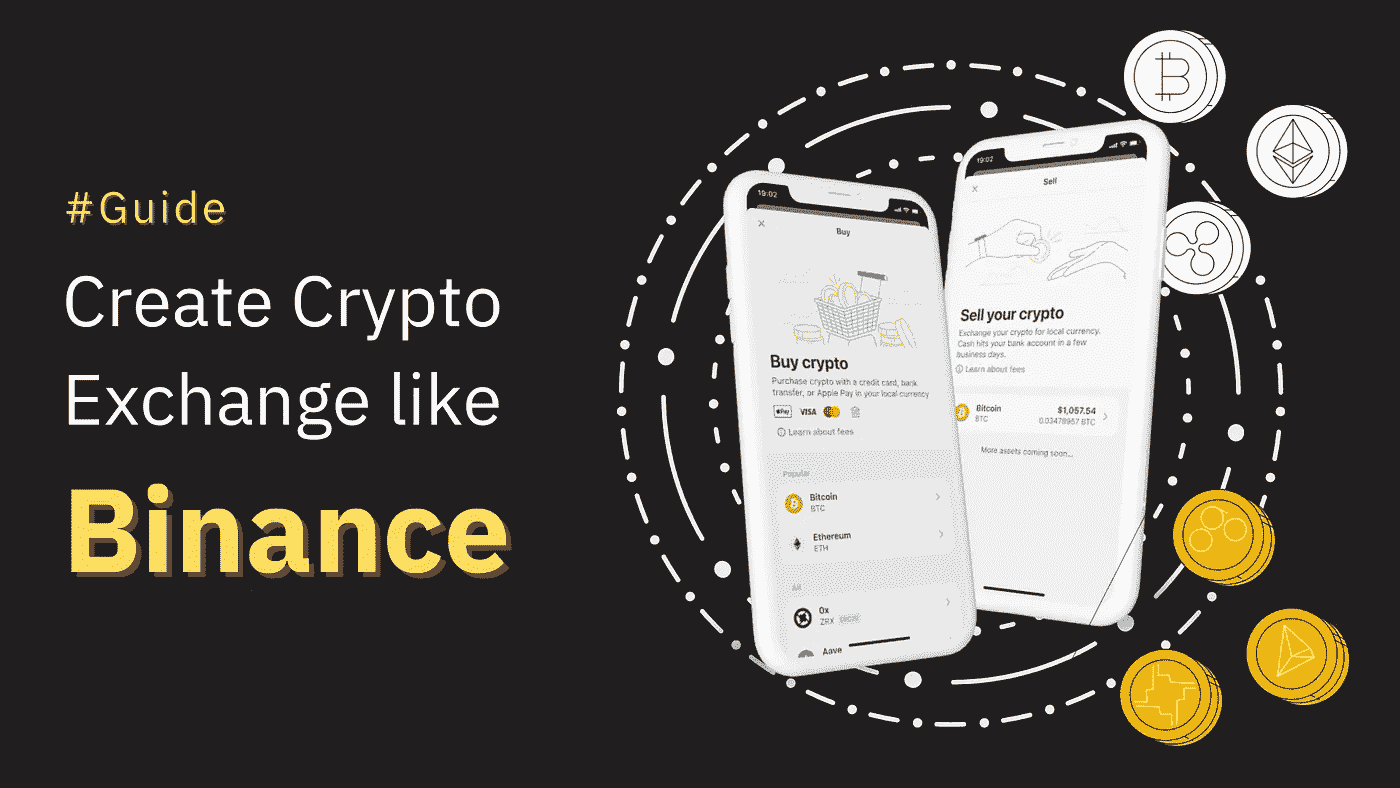 #Guide
Create Crypto
Exchange like
Binance
19:02
Buy
Buy crypto
Purchase crypto with a credit card, bank
transfer, or Apple Pay in your local currency
Pay VISA
Learn about fees
Popular
Bitcoin
BTC
Ethereum
ETH
All
0x
ZRX
Aave
19:02
Sell
Sell your crypto
Exchange your crypto for local currency.
Cash hits your bank account in a few
business days.
Learn about fees
Bitcoin
BTC
$1,057.54
0.03478957 BTC
More assets coming soon...